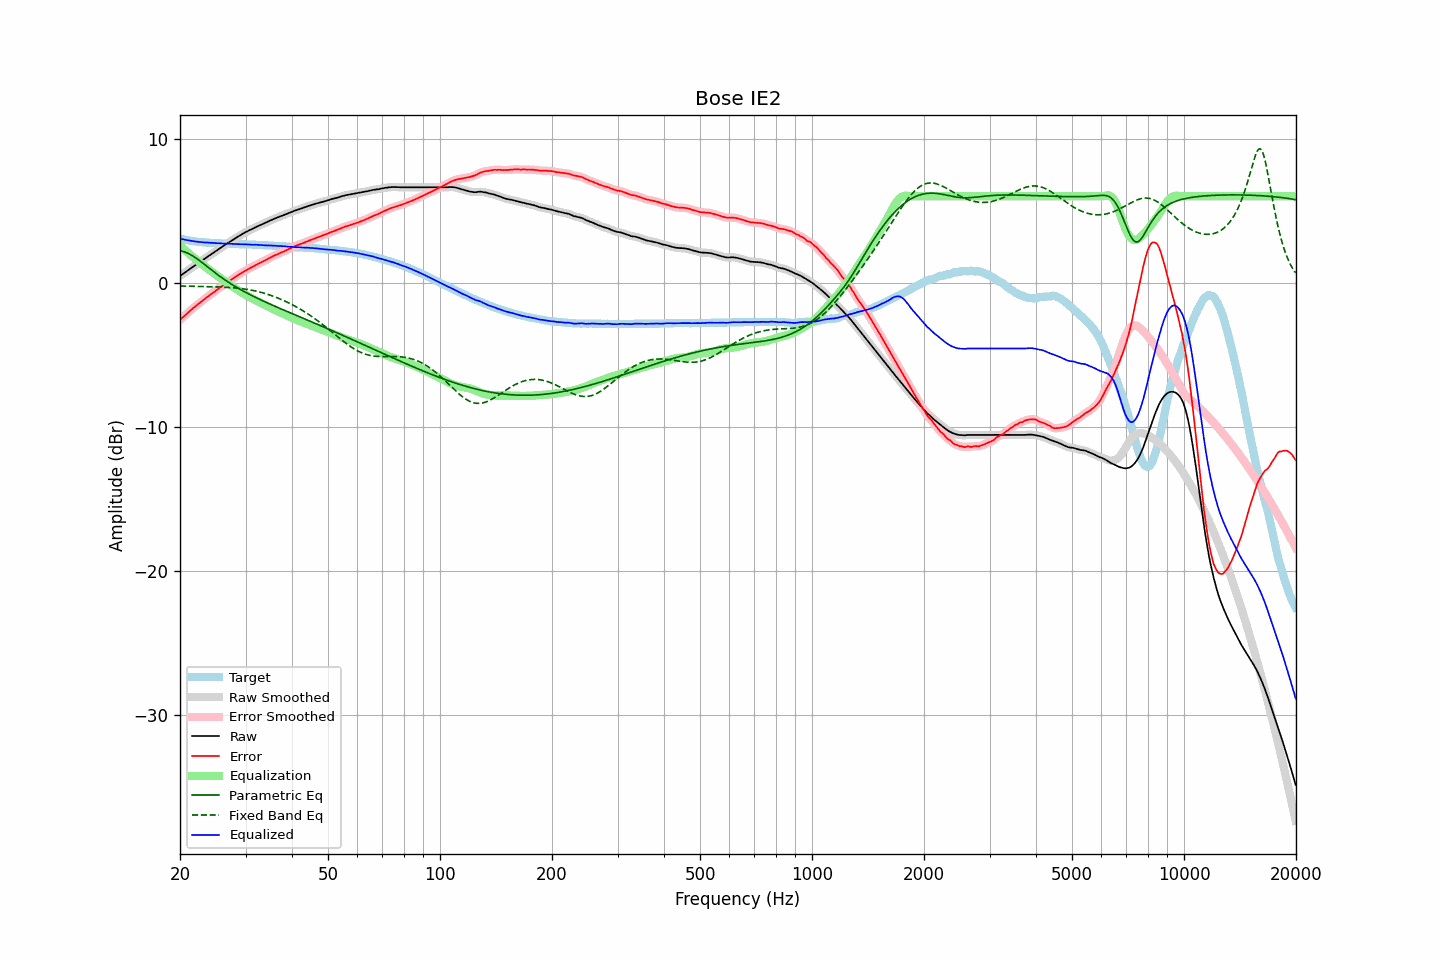 Bose IE2
10
0
−10
−20
−30
Amplitude (dBr)
Target
Raw Smoothed
Error Smoothed
Raw
Error
Equalization
Parametric Eq
Fixed Band Eq
Equalized
20 50 100 200 500 1000 2000 5000 10000 20000
Frequency (Hz)